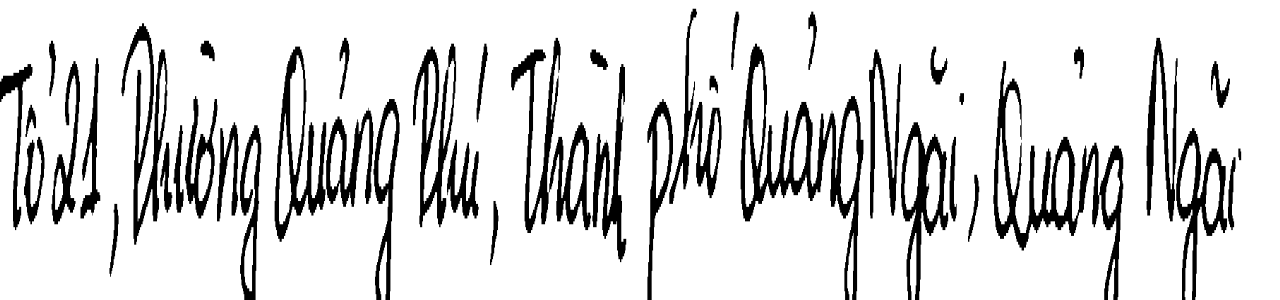 Tổ 21, Phường Quảng Phú, Thành phố Quảng Ngãi, Quảng Ngãi